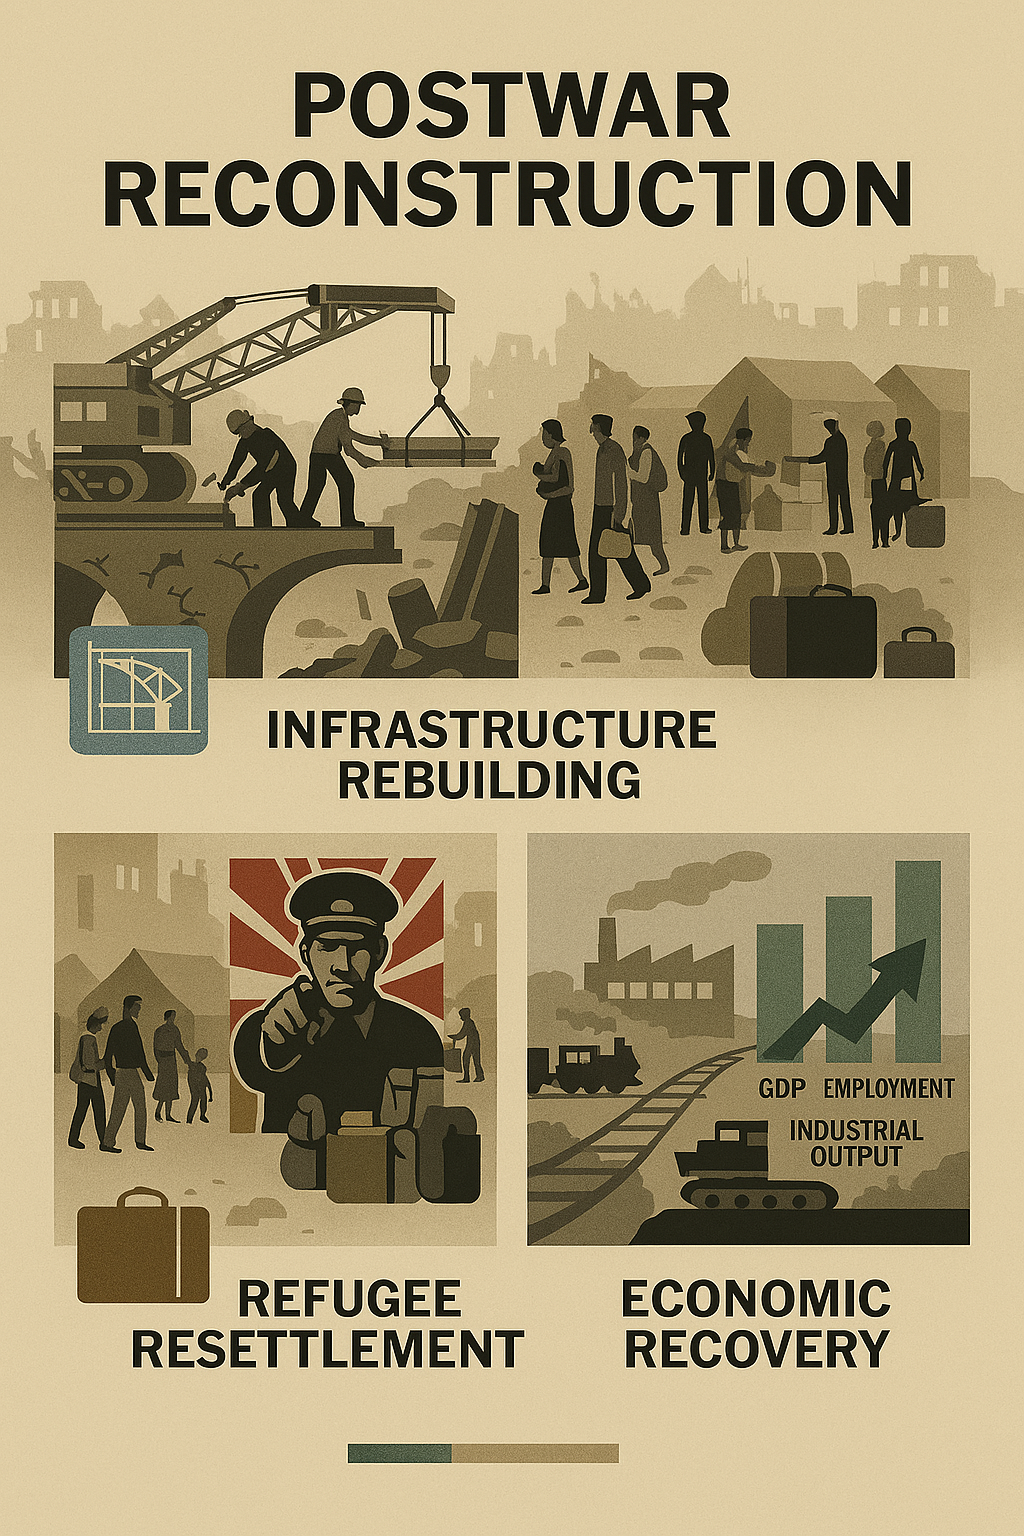 POSTWAR
RECONSTRUCTION
INFRASTRUCTURE
REBUILDING
GDP EMPLOYMENT
INDUSTRIAL
OUTPUT
REFUGEE
RESETTLEMENT
ECONOMIC
RECOVERY